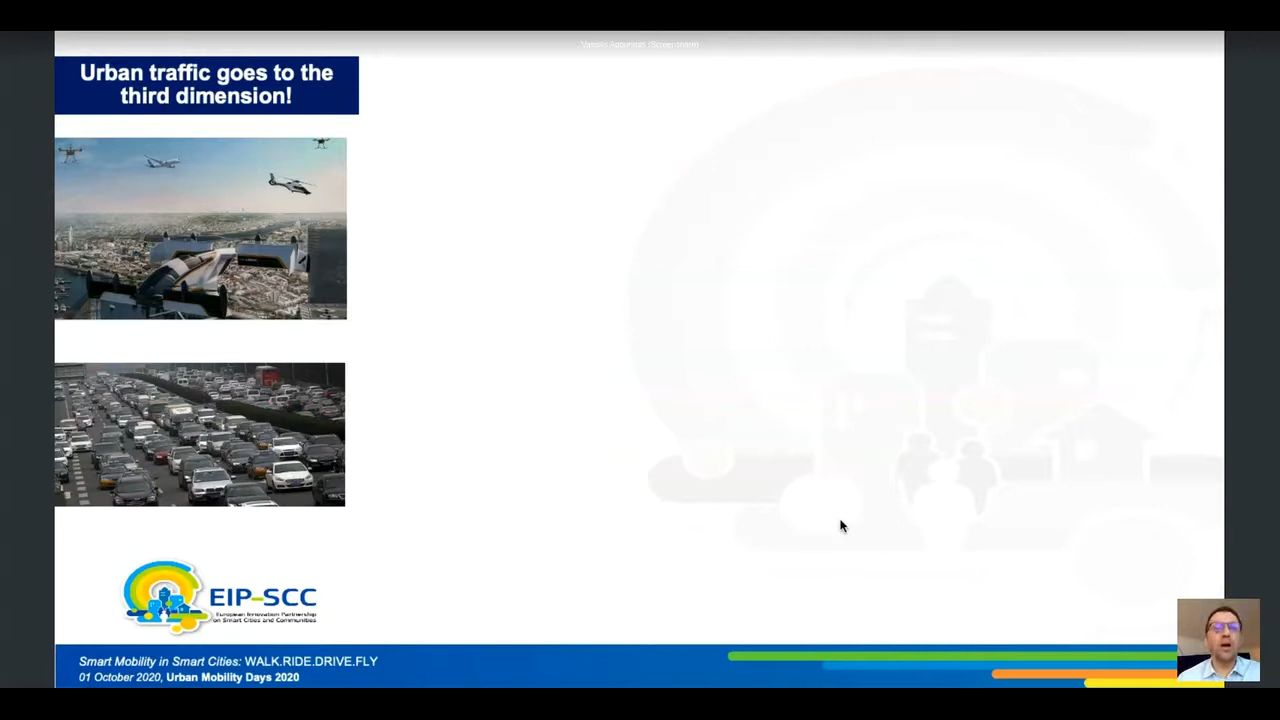 Urban traffic goes to the
third dimension!
EIP-SCC
European Innovation Partnership
on Smart Cities and Communities
Smart Mobility in Smart Cities: WALK.RIDE.DRIVE.FLY
01 October 2020, Urban Mobility Days 2020